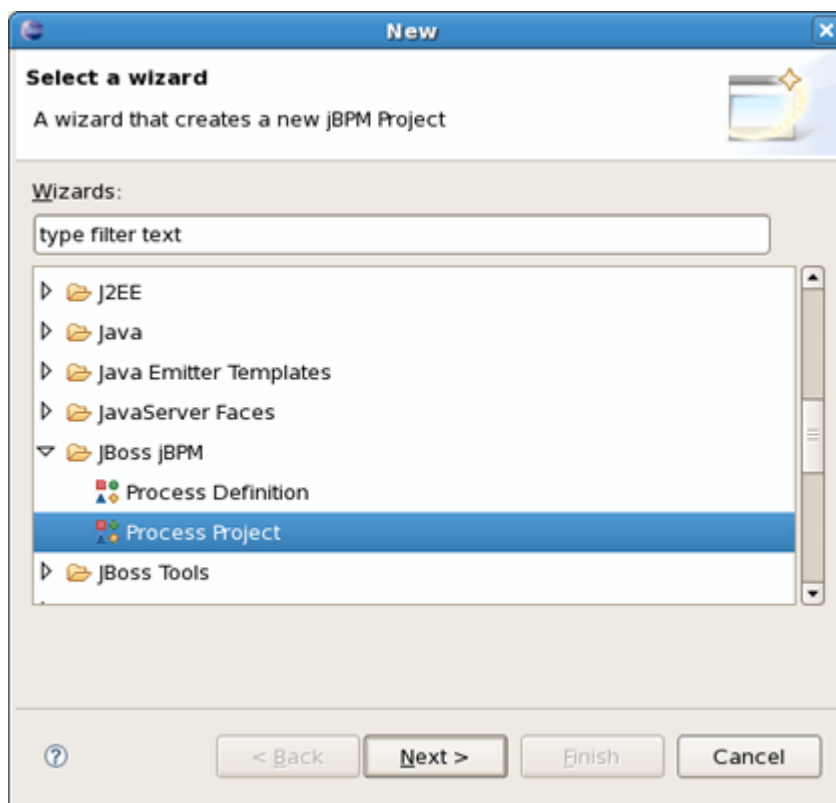 New
Select a wizard
A wizard that creates a new jBPM Project
Wizards:
type filter text
J2EE
Java
Java Emitter Templates
JavaServer Faces
JBoss jBPM
Process Definition
Process Project
JBoss Tools
< Back Next > Finish Cancel